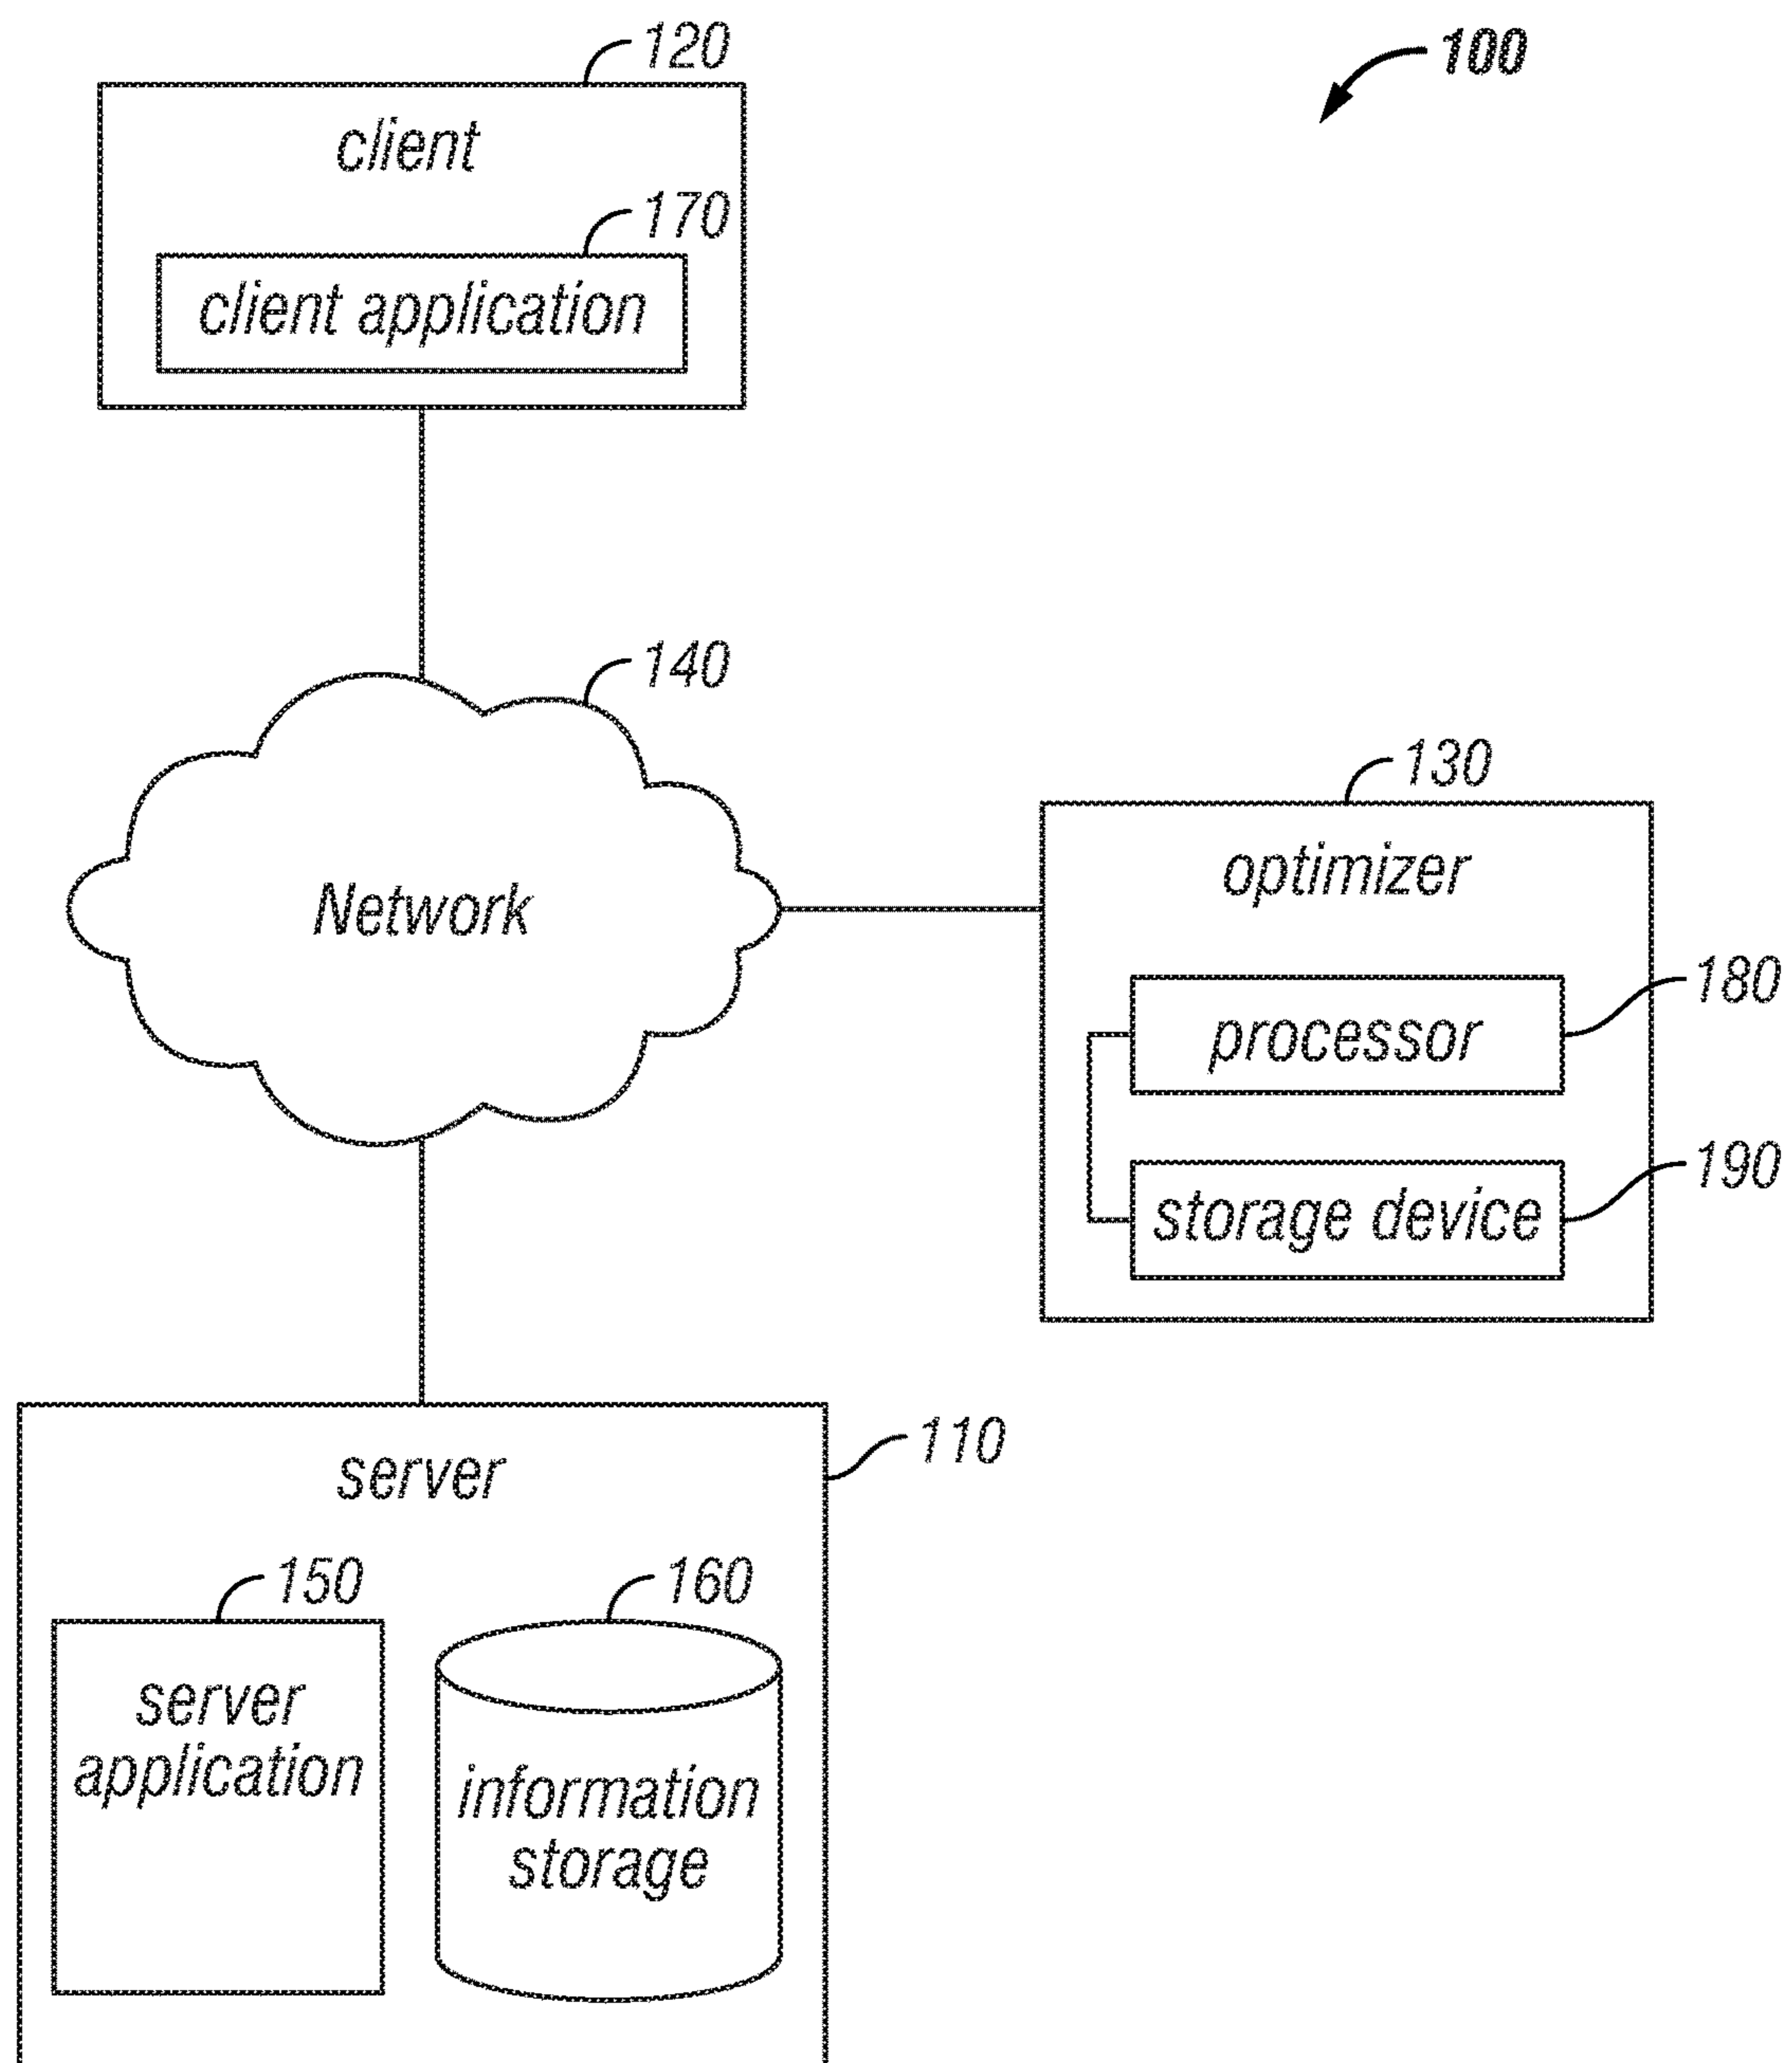 120
100
client
170
client application
140
Network
130
optimizer
180
processor
190
storage device
110
server
150
160
server
application
information
storage